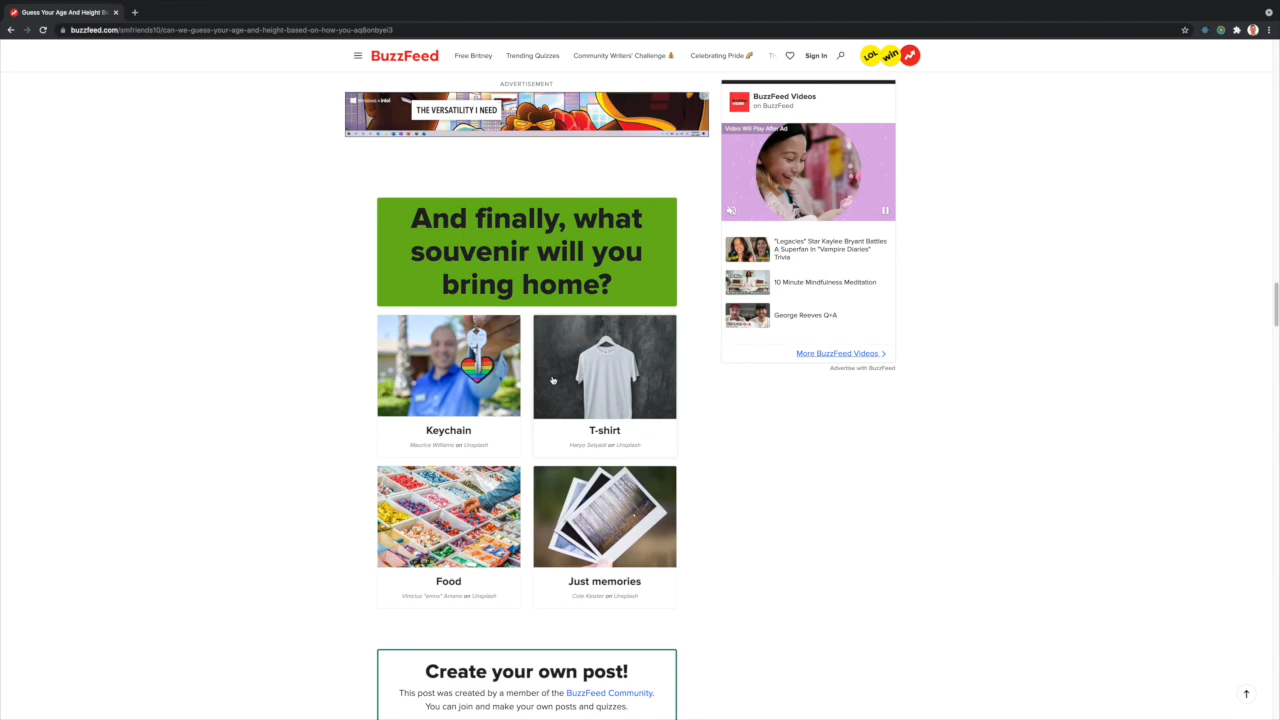 Guess Your Age And Height B
buzzfeed.com/smfriends10/can-we-guess-your-age-and-height-based-on-how-you-aq8onbyei3
BuzzFeed
Free Britney
Trending Quizzes
Community Writers' Challenge
Celebrating Pride
Sign In
LOL
win
ADVERTISEMENT
THE VERSATILITY I NEED
BuzzFeed Videos
on BuzzFeed
Video Will Play After Ad
"Legacies" Star Kaylee Bryant Battles
A Superfan In "Vampire Diaries"
Trivia
10 Minute Mindfulness Meditation
George Reeves Q+A
More BuzzFeed Videos
Advertise with BuzzFeed
And finally, what
souvenir will you
bring home?
Keychain
Maurice Williams on Unsplash
T-shirt
Haryo Setyadi on Unsplash
Food
Vinicius "amnx" Amano on Unsplash
Just memories
Cole Keister on Unsplash
Create your own post!
This post was created by a member of the BuzzFeed Community.
You can join and make your own posts and quizzes.